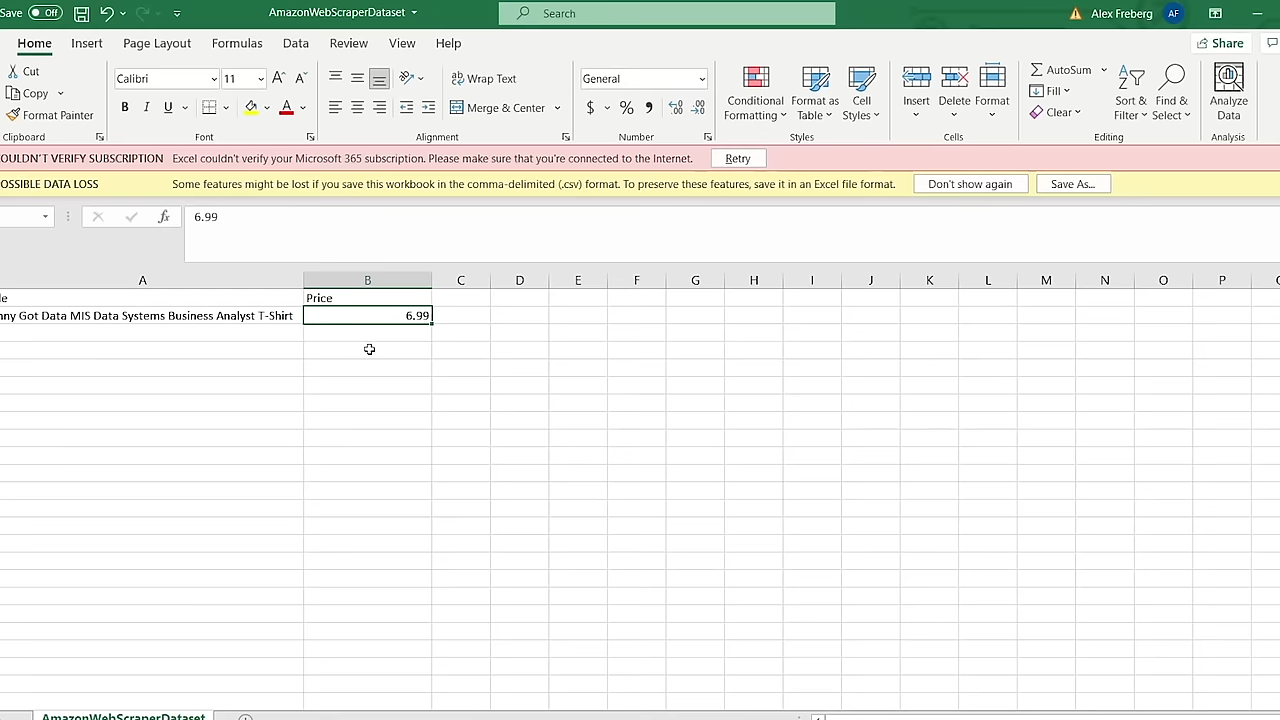 Save Off AmazonWebScraperDataset Search Alex Freberg AF
Home Insert Page Layout Formulas Data Review View Help Share
Cut
Copy
Format Painter
Clipboard
Calibri 11
B I U
Font
Wrap Text
Merge & Center
Alignment
General
$ % 9
Number
Conditional Formatting
Format as Table
Cell Styles
Styles
Insert Delete Format
Cells
AutoSum
Fill
Clear
Sort & Filter
Find & Select
Editing
Analyze Data
Analysis
OULDN'T VERIFY SUBSCRIPTION Excel couldn't verify your Microsoft 365 subscription. Please make sure that you're connected to the Internet. Retry
OSSIBLE DATA LOSS Some features might be lost if you save this workbook in the comma-delimited (.csv) format. To preserve these features, save it in an Excel file format. Don't show again Save As...
fx 6.99
A B C D E F G H I J K L M N O P
le Price
nny Got Data MIS Data Systems Business Analyst T-Shirt 6.99
AmazonWebScraperDataset